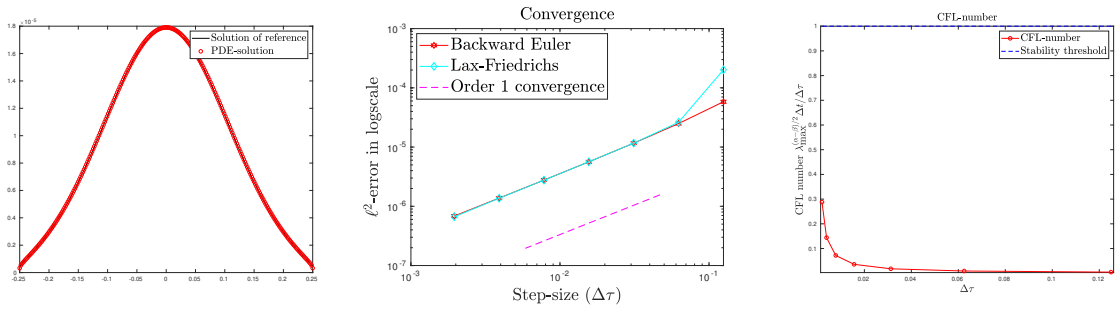 ×10⁻⁵
1.8
1.6
1.4
1.2
1
0.8
0.6
0.4
0.2
0
-0.25 -0.2 -0.15 -0.1 -0.05 0 0.05 0.1 0.15 0.2 0.25
Solution of reference
PDE-solution
Convergence
ℓ²-error in logscale
10⁻³
10⁻⁴
10⁻⁵
10⁻⁶
10⁻⁷
10⁻³ 10⁻² 10⁻¹
Step-size (Δτ)
Backward Euler
Lax-Friedrichs
Order 1 convergence
CFL-number
CFL number λ_max^{(α−β)/2} Δt/Δτ
1
0.9
0.8
0.7
0.6
0.5
0.4
0.3
0.2
0.1
0.02 0.04 0.06 0.08 0.1 0.12
Δτ
CFL-number
Stability threshold